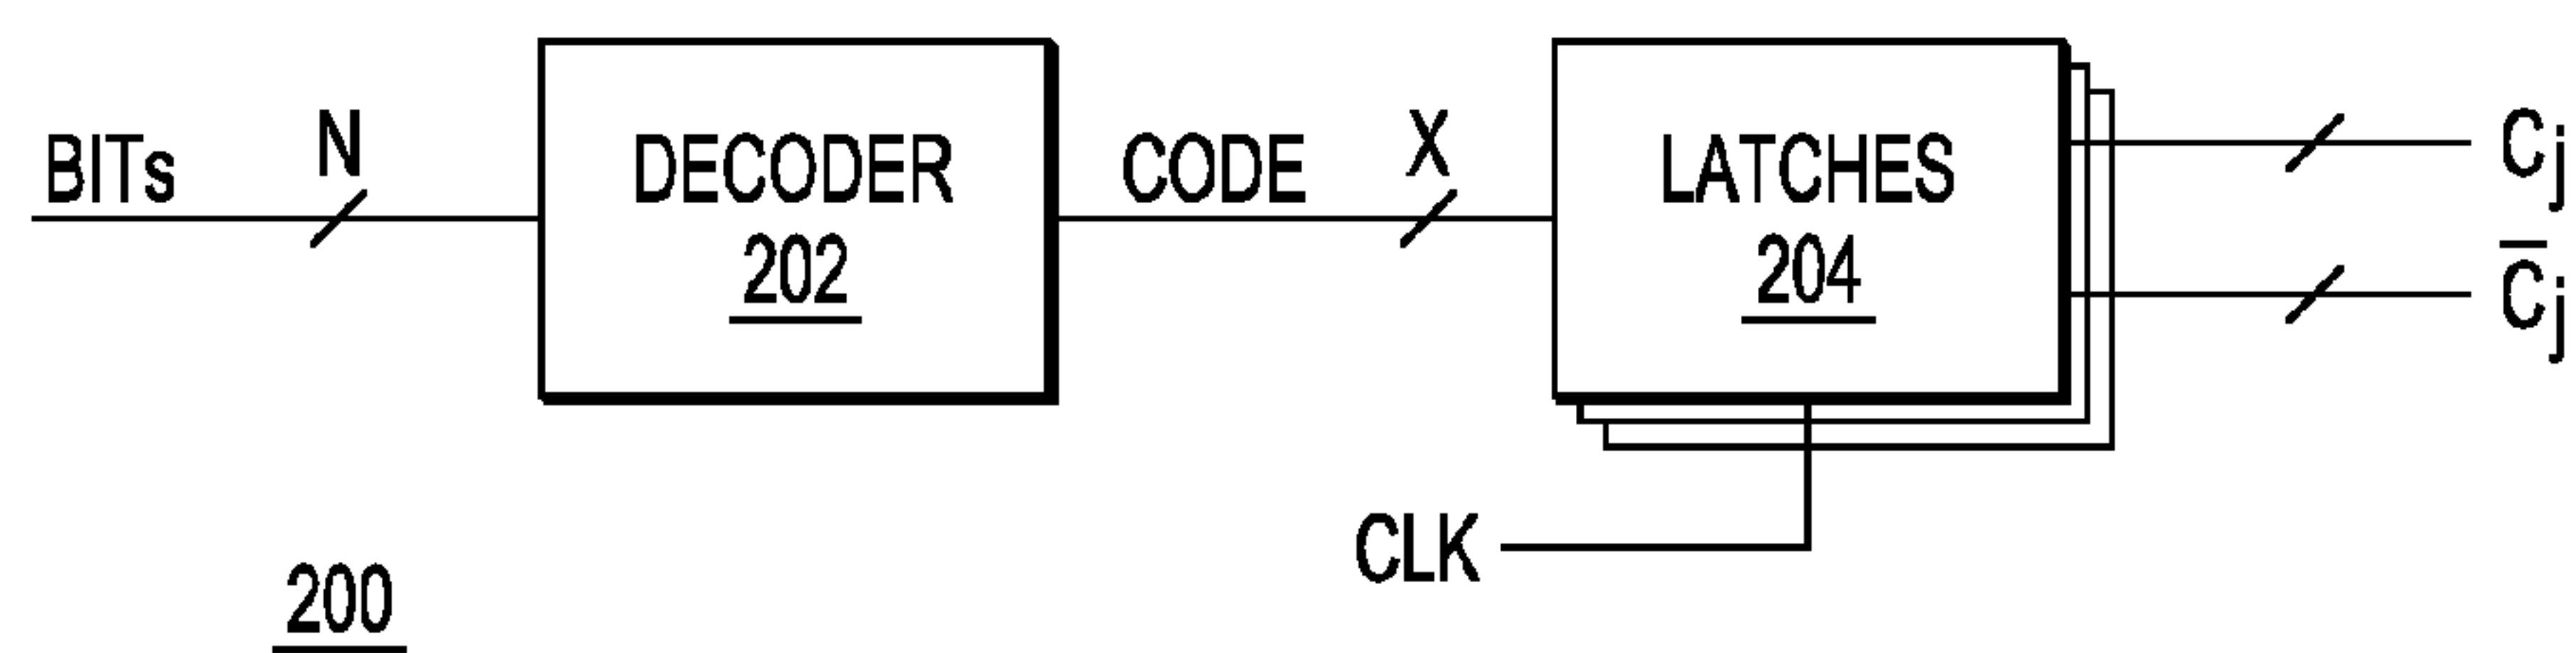 BITs
N
DECODER
202
CODE
X
LATCHES
204
Cj
C̅j
CLK
200